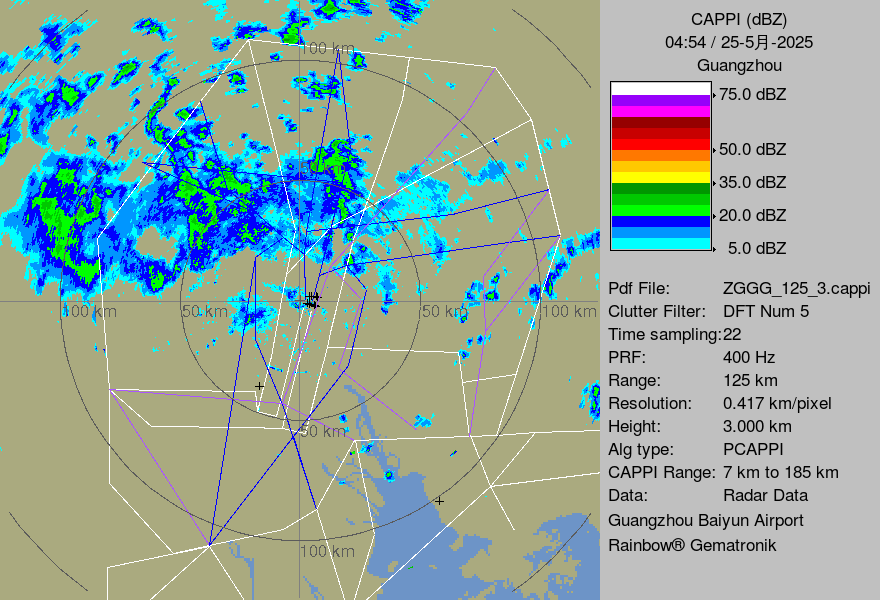 CAPPI (dBZ)
04:54 / 25-5月-2025
Guangzhou
75.0 dBZ
50.0 dBZ
35.0 dBZ
20.0 dBZ
5.0 dBZ
Pdf File: ZGGG_125_3.cappi
Clutter Filter: DFT Num 5
Time sampling:22
PRF: 400 Hz
Range: 125 km
Resolution: 0.417 km/pixel
Height: 3.000 km
Alg type: PCAPPI
CAPPI Range: 7 km to 185 km
Data: Radar Data
Guangzhou Baiyun Airport
Rainbow® Gematronik
100 km
100 km
50 km
50 km
100 km
50 km
100 km